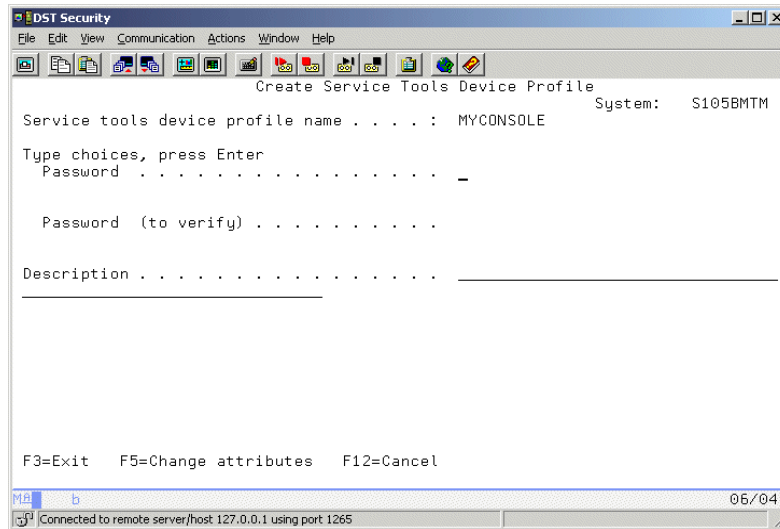 DST Security
File Edit View Communication Actions Window Help
Create Service Tools Device Profile
System: S105BMTM
Service tools device profile name . . . . : MYCONSOLE
Type choices, press Enter
Password . . . . . . . . . . . . . . . .
Password (to verify) . . . . . . . . . .
Description . . . . . . . . . . . . . . . .
F3=Exit F5=Change attributes F12=Cancel
MA b 06/04
Connected to remote server/host 127.0.0.1 using port 1265